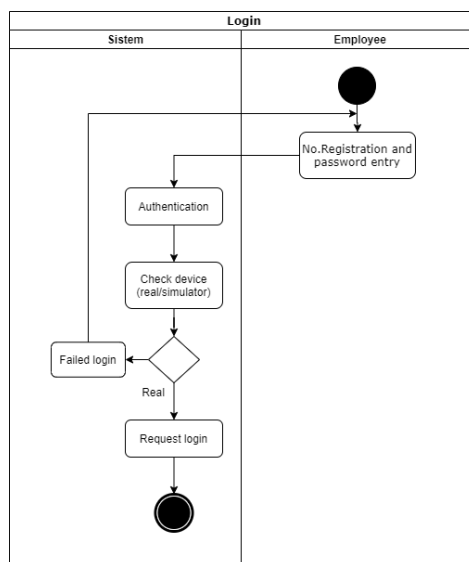 Login
Sistem
Employee
No.Registration and
password entry
Authentication
Check device
(real/simulator)
Failed login
Real
Request login